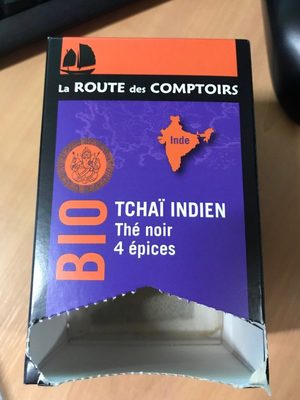 La ROUTE des COMPTOIRS
Inde
BIO
TCHAÏ INDIEN
Thé noir
4 épices